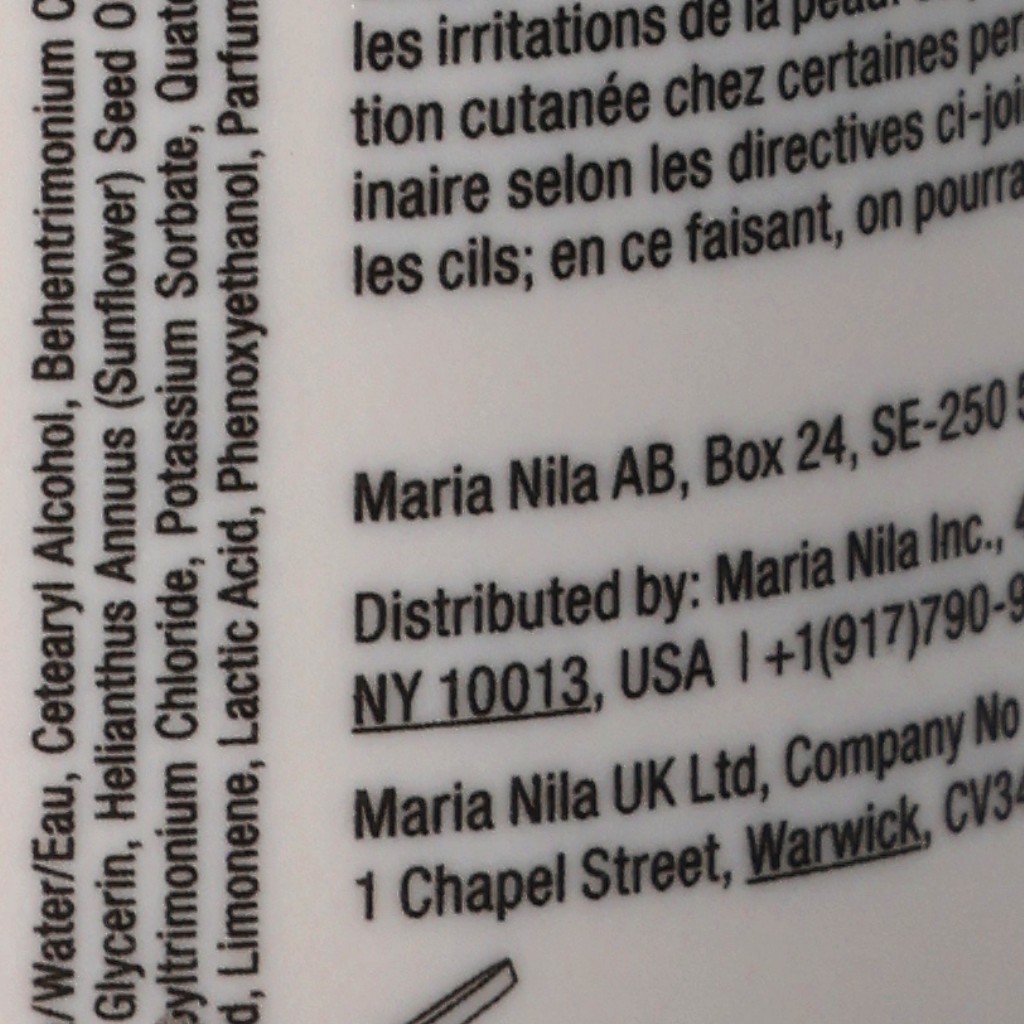 /Water/Eau, Cetearyl Alcohol, Behentrimonium
Glycerin, Helianthus Annuus (Sunflower) Seed
Chloride, Potassium Sorbate,
Limonene, Lactic Acid, Phenoxyethanol, Parfum
les irritations de la
tion cutanée chez certaines
inaire selon les directives
les cils; en ce faisant, on
Maria Nila AB, Box 24, SE-250
Distributed by: Maria Nila Inc.,
NY 10013, USA | +1(917)790-9
Maria Nila UK Ltd, Company No
1 Chapel Street, Warwick, CV34